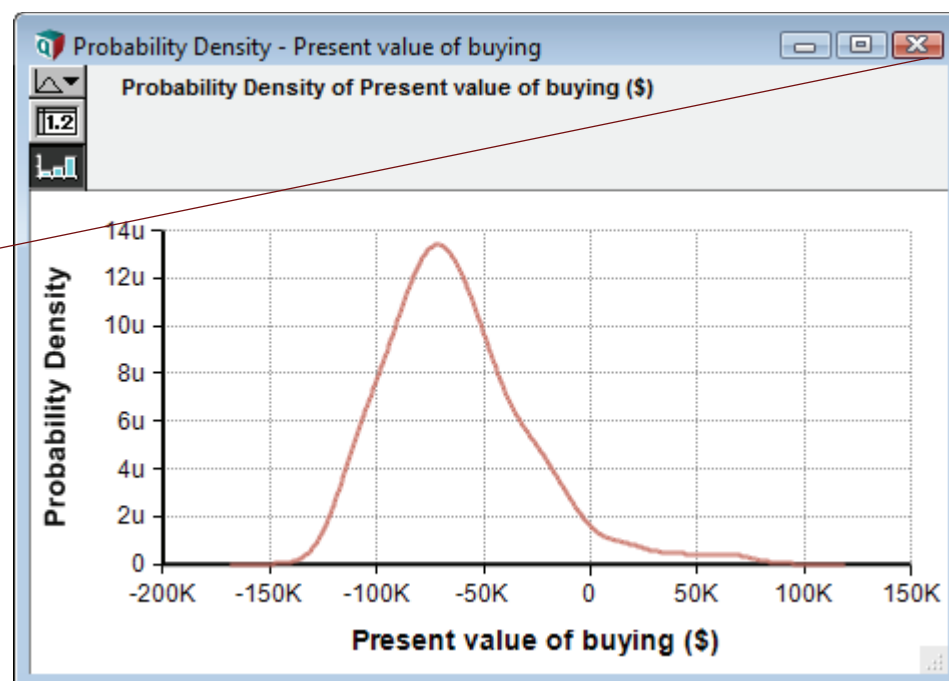 Probability Density - Present value of buying
Probability Density of Present value of buying ($)
1.2
14u
12u
10u
8u
6u
4u
2u
0
Probability Density
-200K -150K -100K -50K 0 50K 100K 150K
Present value of buying ($)